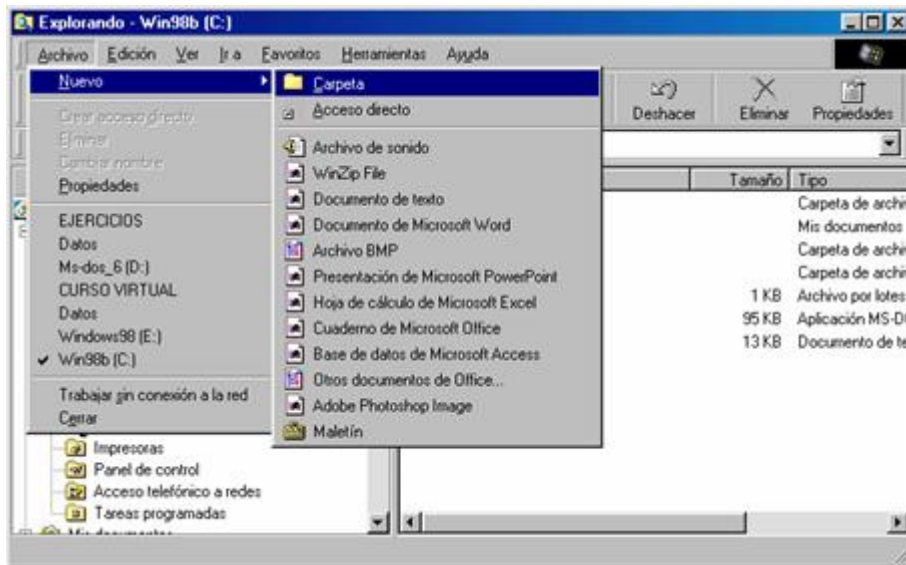 Explorando - Win98b (C:)
Archivo Edición Ver Ir a Favoritos Herramientas Ayuda
Deshacer Eliminar Propiedades
Nuevo
Crear acceso directo
Eliminar
Cambiar nombre
Propiedades
EJERCICIOS
Datos
Ms-dos_6 (D:)
CURSO VIRTUAL
Datos
Windows98 (E:)
Win98b (C:)
Trabajar sin conexión a la red
Cerrar
Carpeta
Acceso directo
Archivo de sonido
WinZip File
Documento de texto
Documento de Microsoft Word
Archivo BMP
Presentación de Microsoft PowerPoint
Hoja de cálculo de Microsoft Excel
Cuaderno de Microsoft Office
Base de datos de Microsoft Access
Otros documentos de Office...
Adobe Photoshop Image
Maletín
Impresoras
Panel de control
Acceso telefónico a redes
Tareas programadas
Tamaño Tipo
Carpeta de archi
Mis documentos
Carpeta de archi
Carpeta de archi
1 KB Archivo por lotes
95 KB Aplicación MS-D
13 KB Documento de te